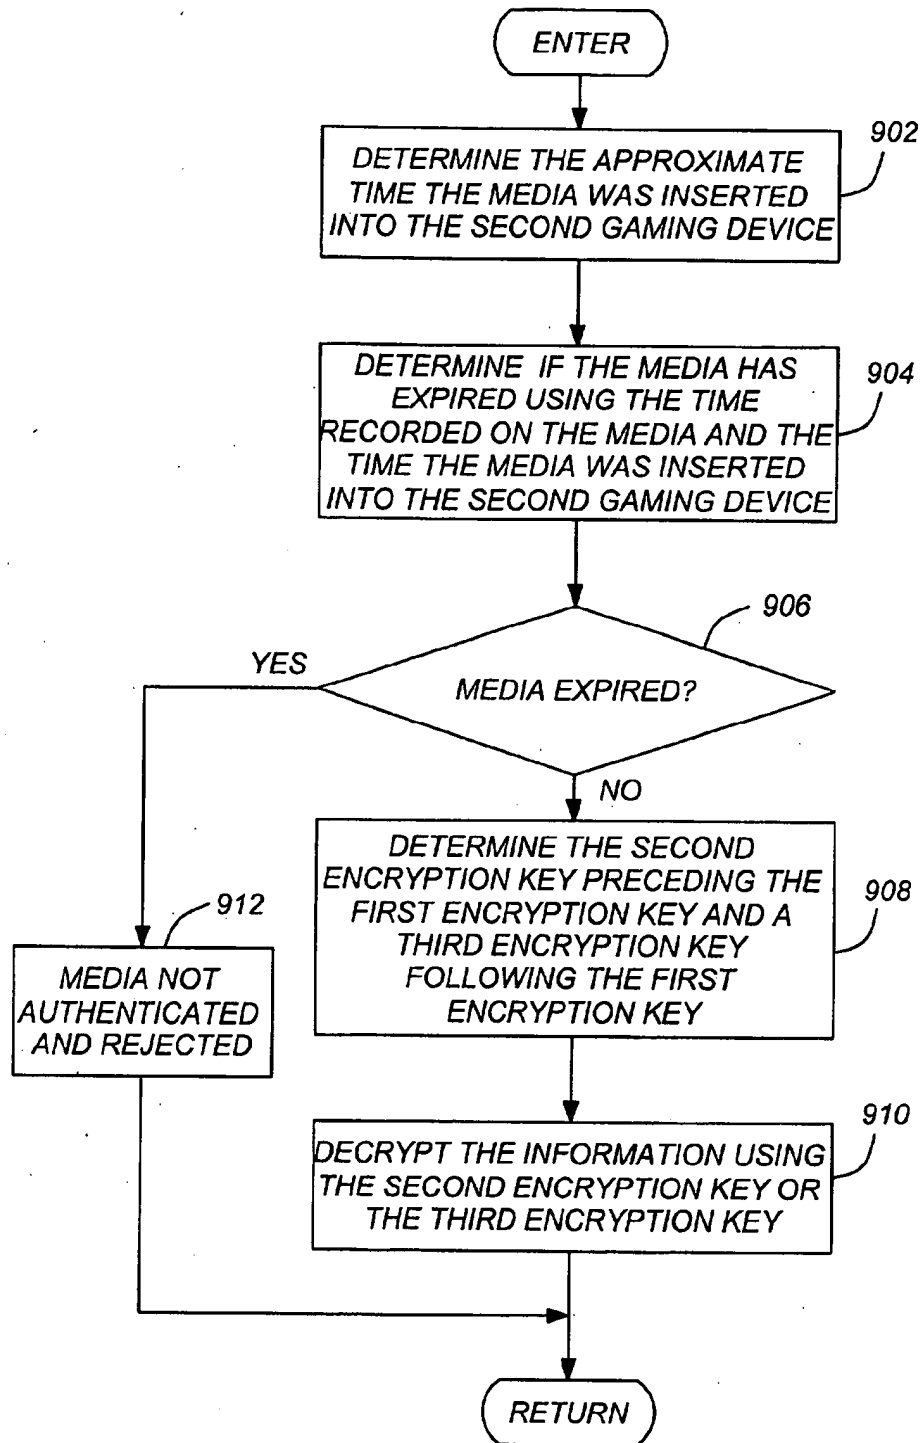 ENTER
902
DETERMINE THE APPROXIMATE
TIME THE MEDIA WAS INSERTED
INTO THE SECOND GAMING DEVICE
904
DETERMINE IF THE MEDIA HAS
EXPIRED USING THE TIME
RECORDED ON THE MEDIA AND THE
TIME THE MEDIA WAS INSERTED
INTO THE SECOND GAMING DEVICE
906
YES
MEDIA EXPIRED?
NO
DETERMINE THE SECOND
ENCRYPTION KEY PRECEDING THE
FIRST ENCRYPTION KEY AND A
THIRD ENCRYPTION KEY
FOLLOWING THE FIRST
ENCRYPTION KEY
908
912
MEDIA NOT
AUTHENTICATED
AND REJECTED
910
DECRYPT THE INFORMATION USING
THE SECOND ENCRYPTION KEY OR
THE THIRD ENCRYPTION KEY
RETURN